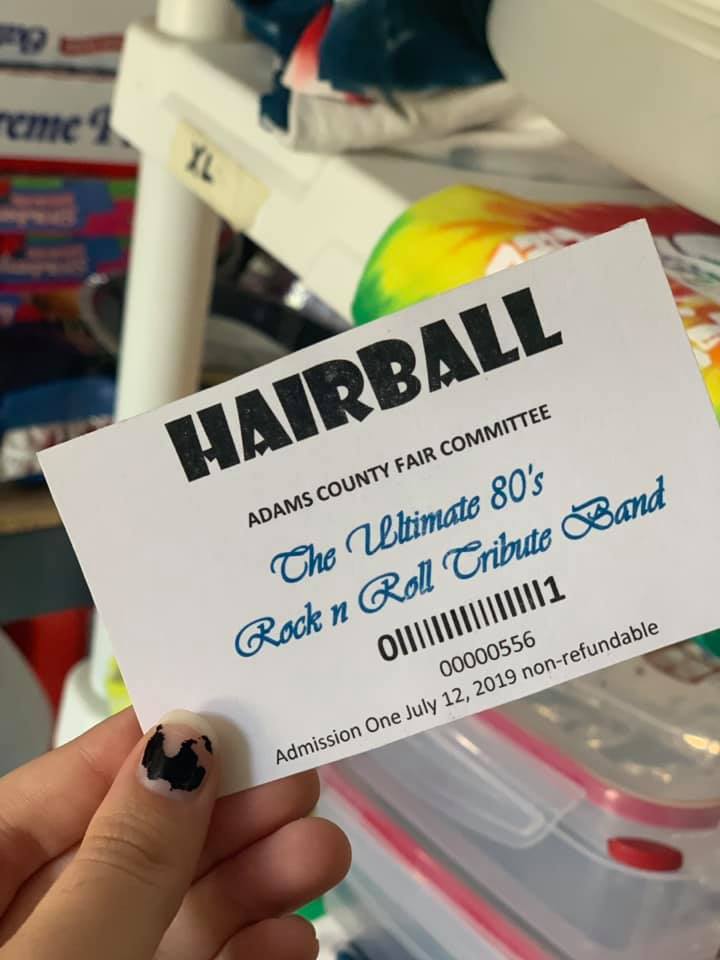 reme
XL
HAIRBALL
ADAMS COUNTY FAIR COMMITTEE
The Ultimate 80's
Rock n Roll Tribute Band
0||||||||||||||||1
00000556
Admission One July 12, 2019 non-refundable